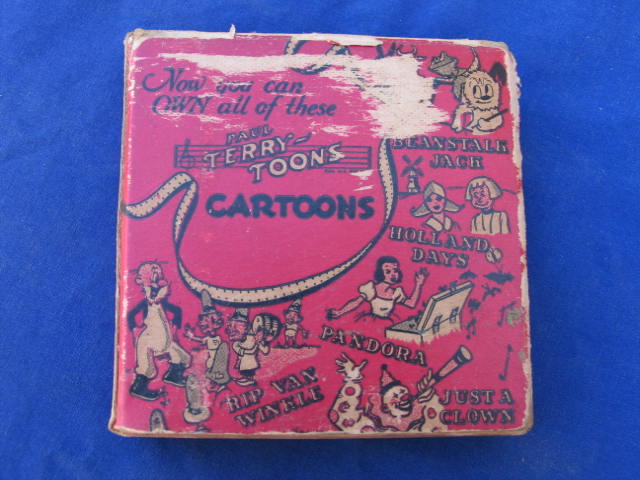 Now you can
OWN all of these
PAUL
TERRY-
TOONS
CARTOONS
BEANSTALK
JACK
HOLLAND
DAYS
PANDORA
RIP VAN
WINKLE
JUST A
CLOWN